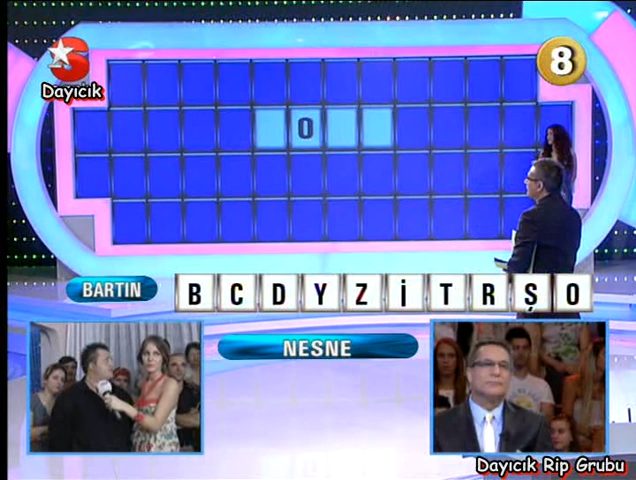 S
Dayıcık
8
O
BARTIN
B C D Y Z İ T R Ş O
NESNE
Dayıcık Rip Grubu